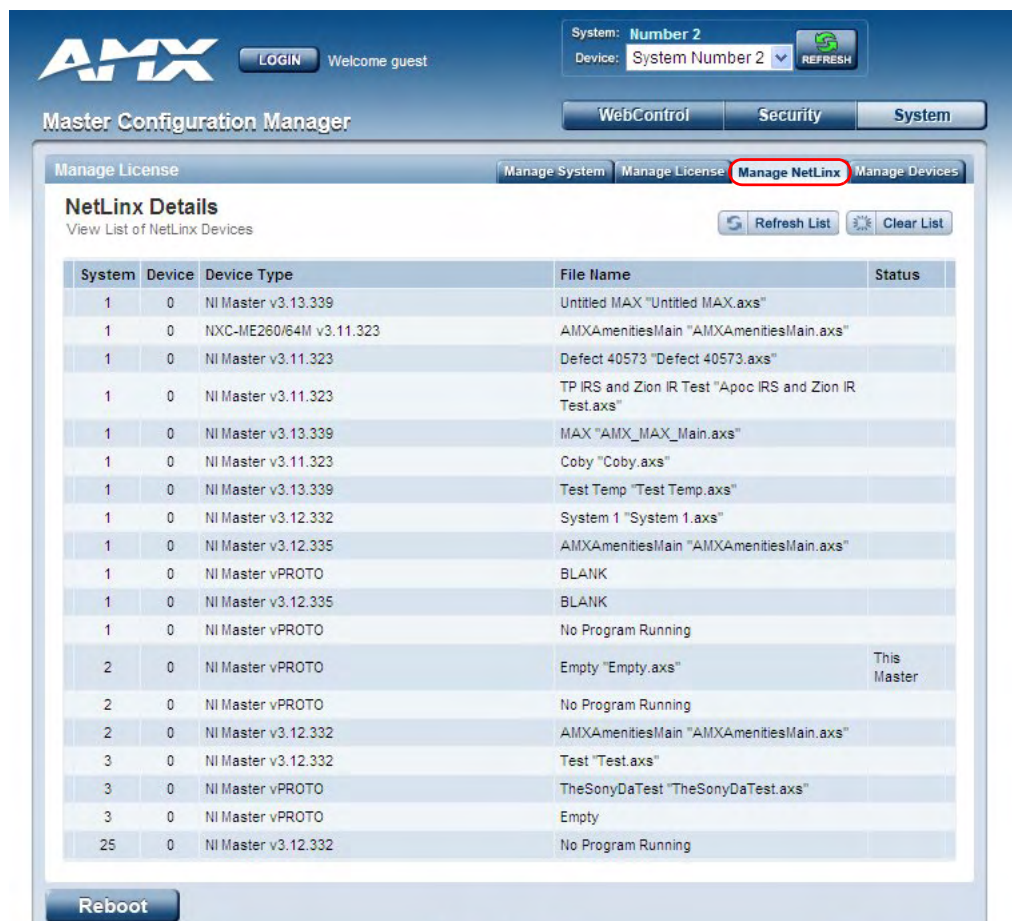 AMX
LOGIN Welcome guest
System: Number 2
Device: System Number 2
REFRESH
Master Configuration Manager
WebControl Security System
Manage License
Manage System Manage License Manage NetLinx Manage Devices
NetLinx Details
View List of NetLinx Devices
Refresh List Clear List
System Device Device Type File Name Status
1 0 NI Master v3.13.339 Untitled MAX "Untitled MAX.axs"
1 0 NXC-ME260/64M v3.11.323 AMXAmenitiesMain "AMXAmenitiesMain.axs"
1 0 NI Master v3.11.323 Defect 40573 "Defect 40573.axs"
1 0 NI Master v3.11.323 TP IRS and Zion IR Test "Apoc IRS and Zion IR
Test.axs"
1 0 NI Master v3.13.339 MAX "AMX_MAX_Main.axs"
1 0 NI Master v3.11.323 Coby "Coby.axs"
1 0 NI Master v3.13.339 Test Temp "Test Temp.axs"
1 0 NI Master v3.12.332 System 1 "System 1.axs"
1 0 NI Master v3.12.335 AMXAmenitiesMain "AMXAmenitiesMain.axs"
1 0 NI Master vPROTO BLANK
1 0 NI Master v3.12.335 BLANK
1 0 NI Master vPROTO No Program Running
2 0 NI Master vPROTO Empty "Empty.axs" This
Master
2 0 NI Master vPROTO No Program Running
2 0 NI Master v3.12.332 AMXAmenitiesMain "AMXAmenitiesMain.axs"
3 0 NI Master v3.12.332 Test "Test.axs"
3 0 NI Master vPROTO TheSonyDaTest "TheSonyDaTest.axs"
3 0 NI Master vPROTO Empty
25 0 NI Master v3.12.332 No Program Running
Reboot